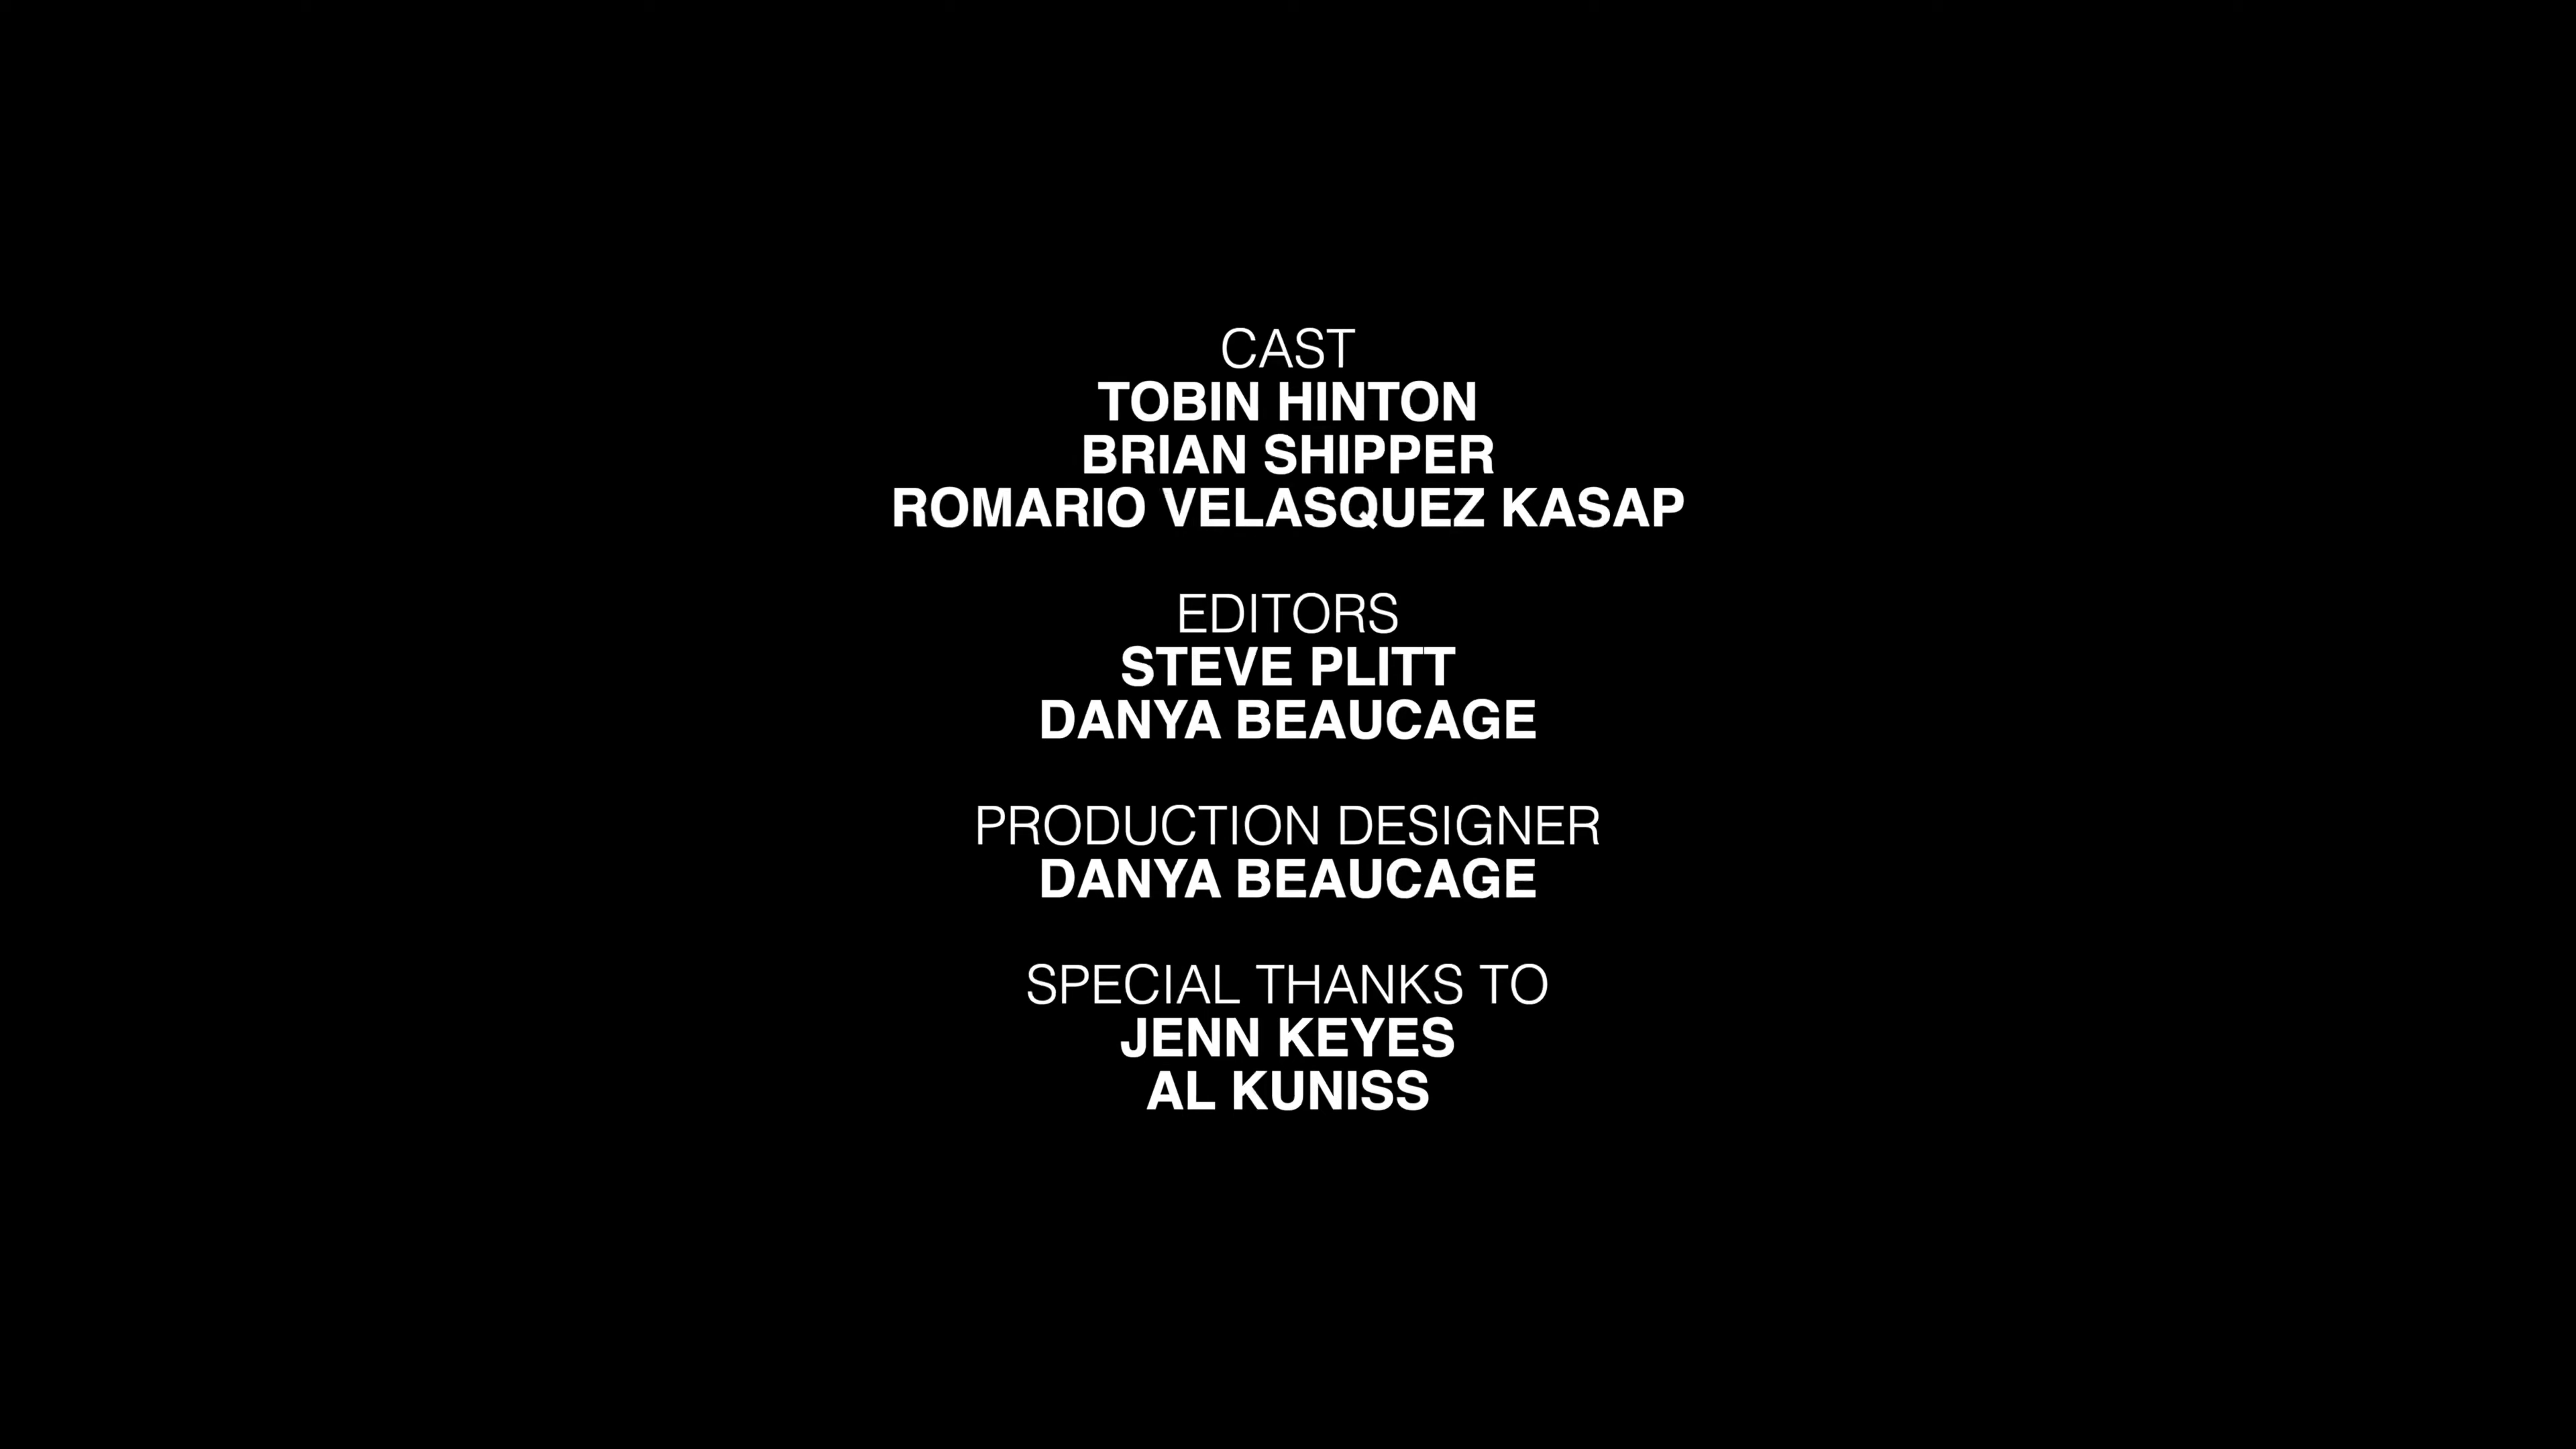 CAST
TOBIN HINTON
BRIAN SHIPPER
ROMARIO VELASQUEZ KASAP
EDITORS
STEVE PLITT
DANYA BEAUCAGE
PRODUCTION DESIGNER
DANYA BEAUCAGE
SPECIAL THANKS TO
JENN KEYES
AL KUNISS